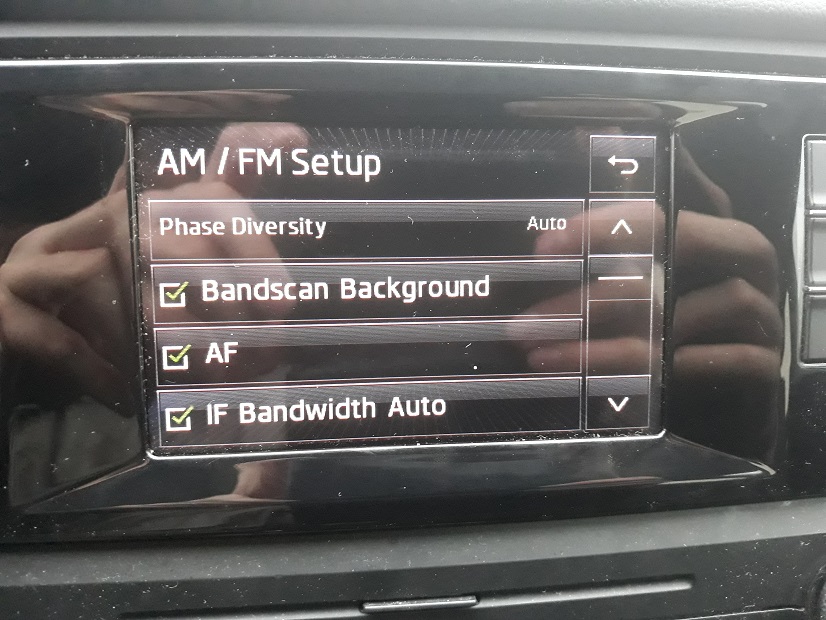 AM / FM Setup
Phase Diversity Auto
Bandscan Background
AF
IF Bandwidth Auto